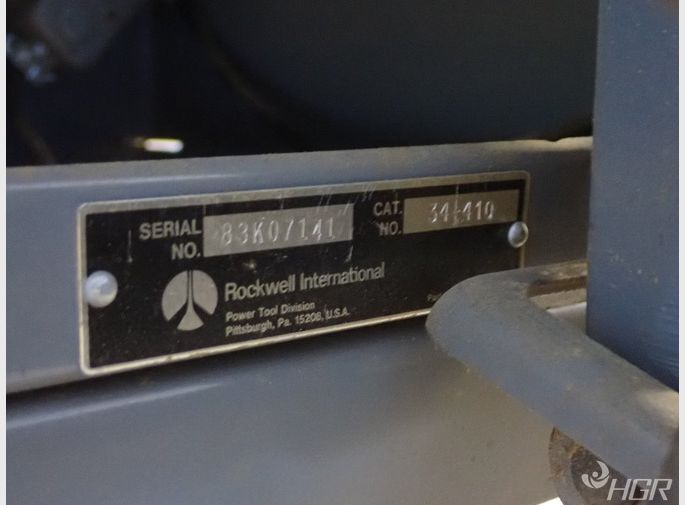 SERIAL NO. 83K07141 CAT. NO. 34-410
Rockwell International
Power Tool Division
Pittsburgh, Pa. 15208, U.S.A.
HGR